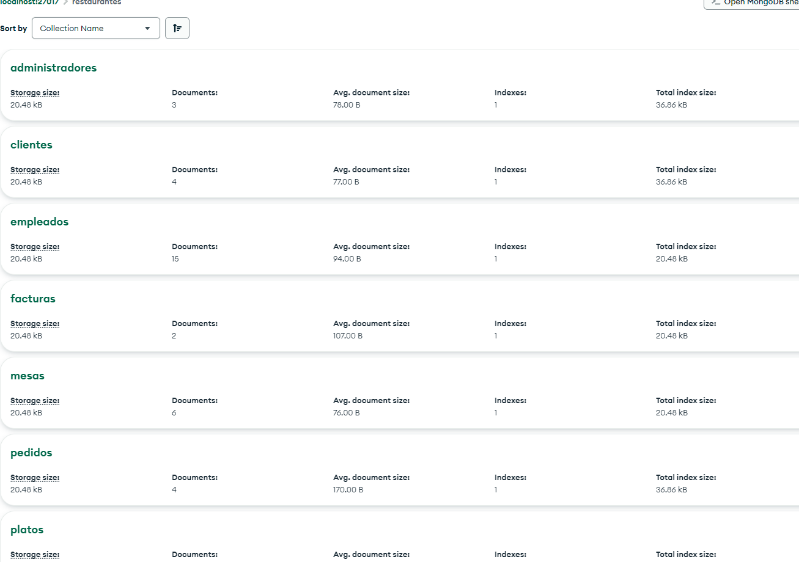 localhost:27017 > restaurantes
Open MongoDB she
Sort by Collection Name
administradores
Storage size: Documents: Avg. document size: Indexes: Total index size:
20.48 kB 3 78.00 B 1 36.86 kB
clientes
Storage size: Documents: Avg. document size: Indexes: Total index size:
20.48 kB 4 77.00 B 1 36.86 kB
empleados
Storage size: Documents: Avg. document size: Indexes: Total index size:
20.48 kB 15 94.00 B 1 20.48 kB
facturas
Storage size: Documents: Avg. document size: Indexes: Total index size:
20.48 kB 2 107.00 B 1 20.48 kB
mesas
Storage size: Documents: Avg. document size: Indexes: Total index size:
20.48 kB 6 76.00 B 1 20.48 kB
pedidos
Storage size: Documents: Avg. document size: Indexes: Total index size:
20.48 kB 4 170.00 B 1 36.86 kB
platos
Storage size: Documents: Avg. document size: Indexes: Total index size: